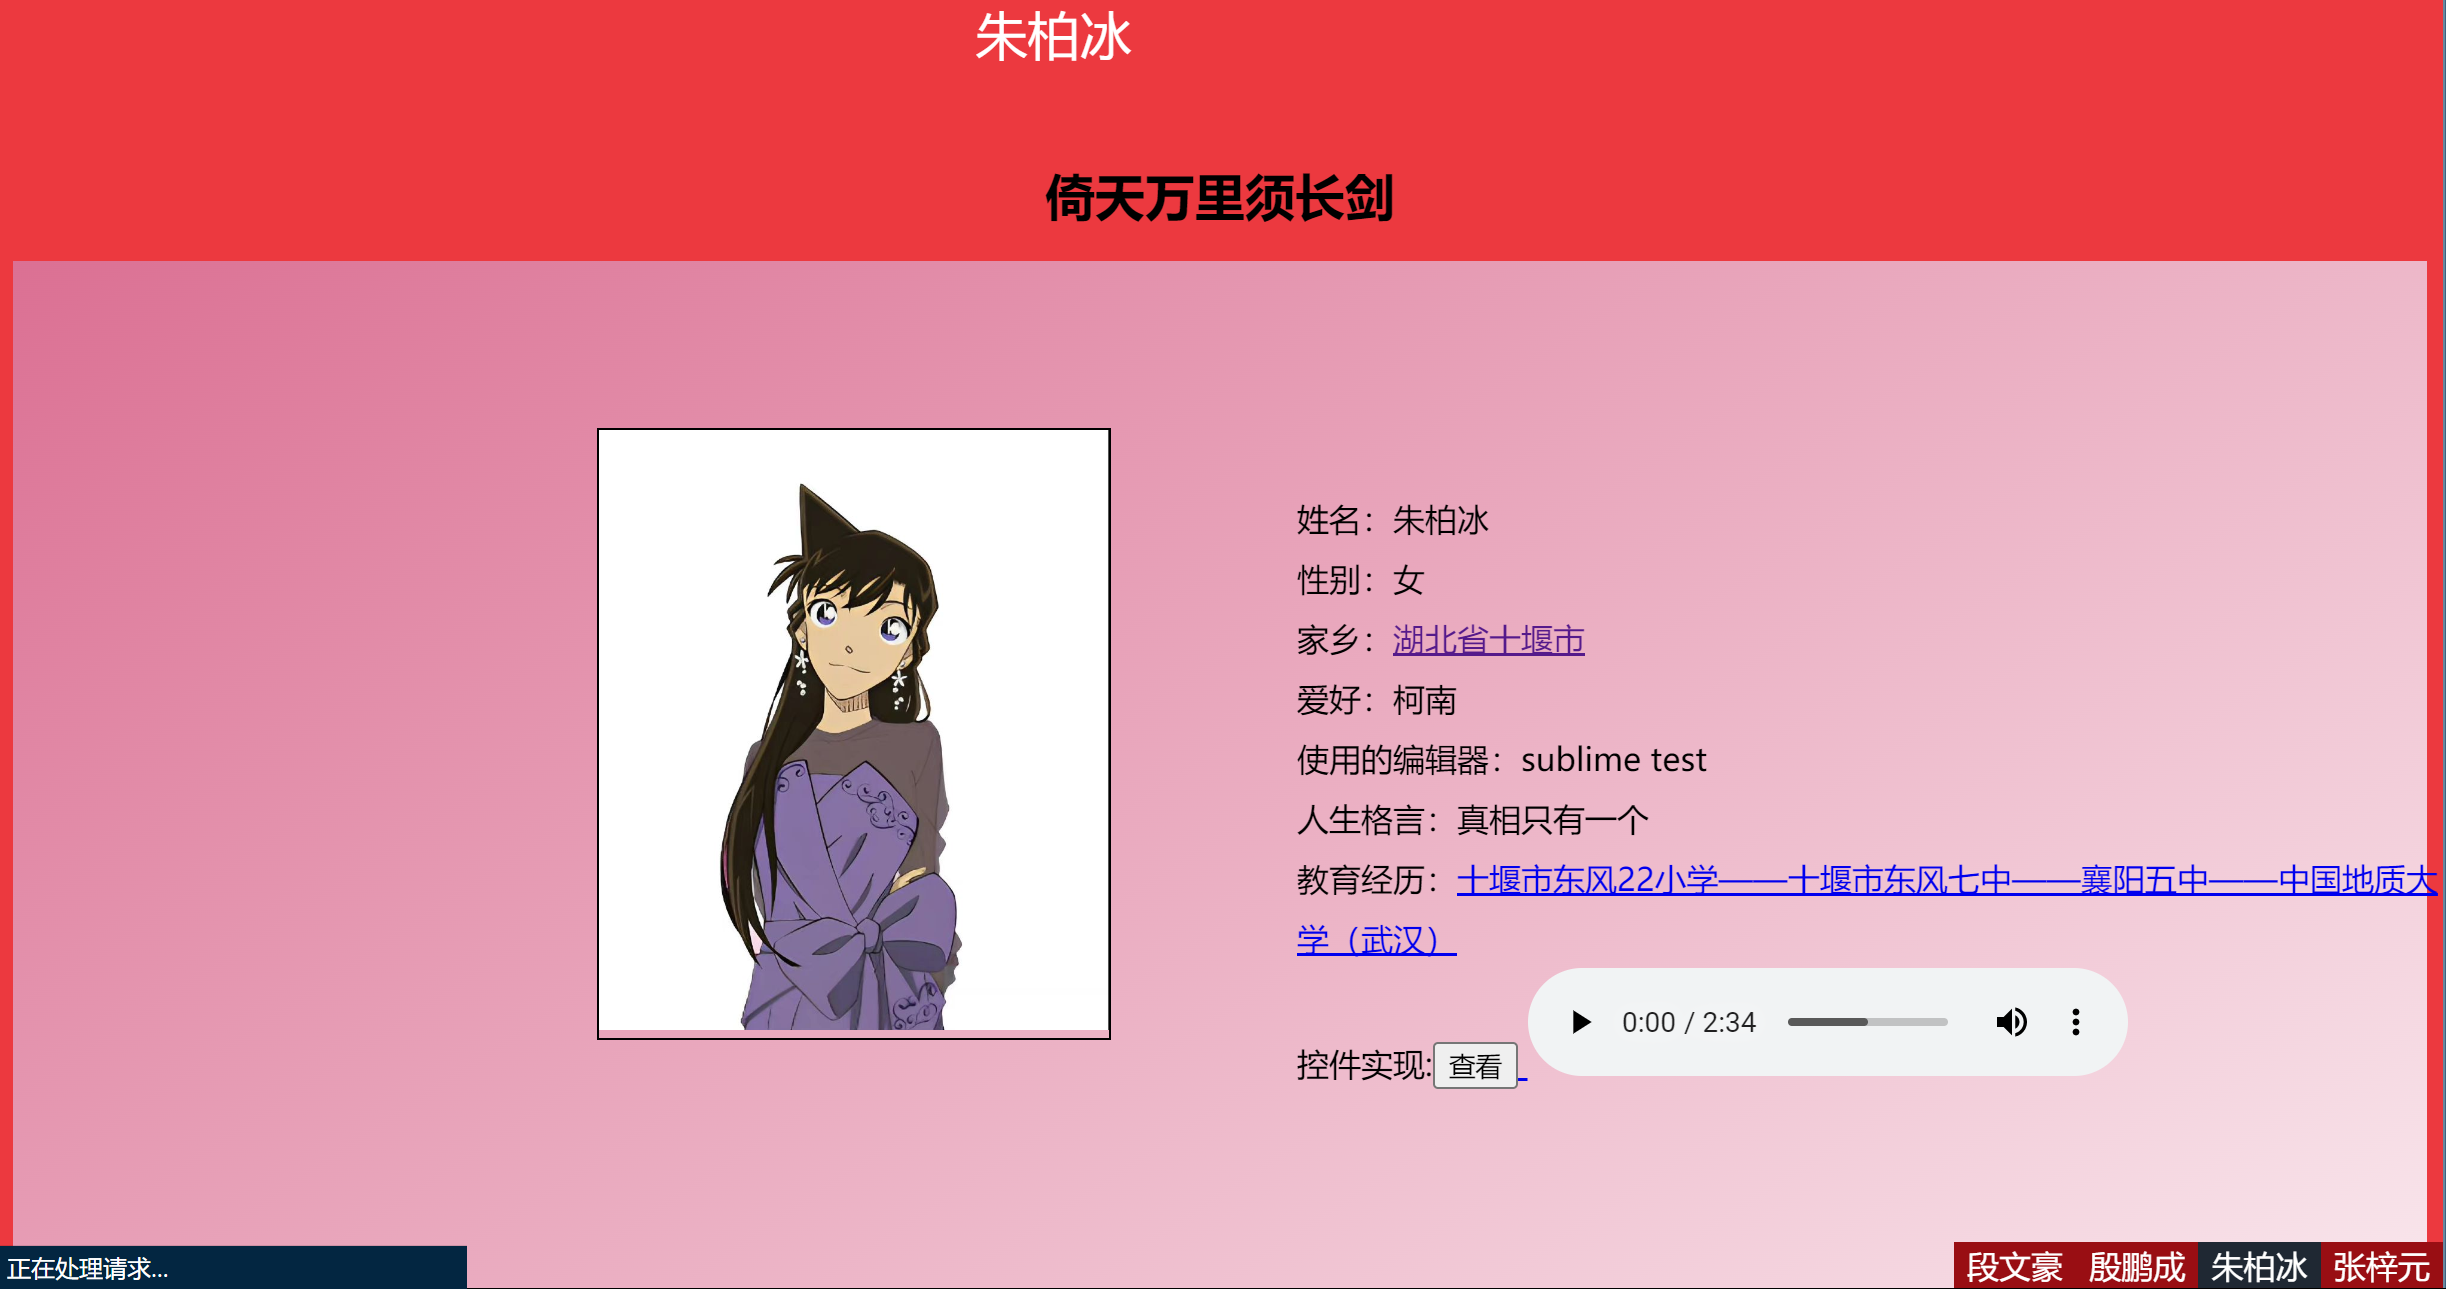 朱柏冰
倚天万里须长剑
姓名：朱柏冰
性别：女
家乡：湖北省十堰市
爱好：柯南
使用的编辑器：sublime test
人生格言：真相只有一个
教育经历：十堰市东风22小学——十堰市东风七中——襄阳五中——中国地质大
学（武汉）
0:00 / 2:34
控件实现:查看
正在处理请求...
段文豪 殷鹏成 朱柏冰 张梓元